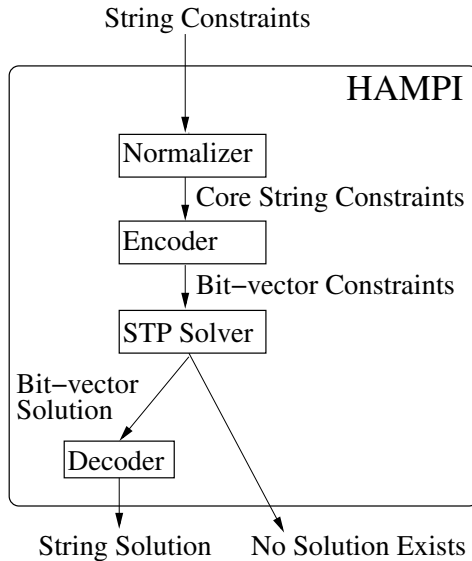 String Constraints
HAMPI
Normalizer
Core String Constraints
Encoder
Bit−vector Constraints
STP Solver
Bit−vector
Solution
Decoder
String Solution
No Solution Exists